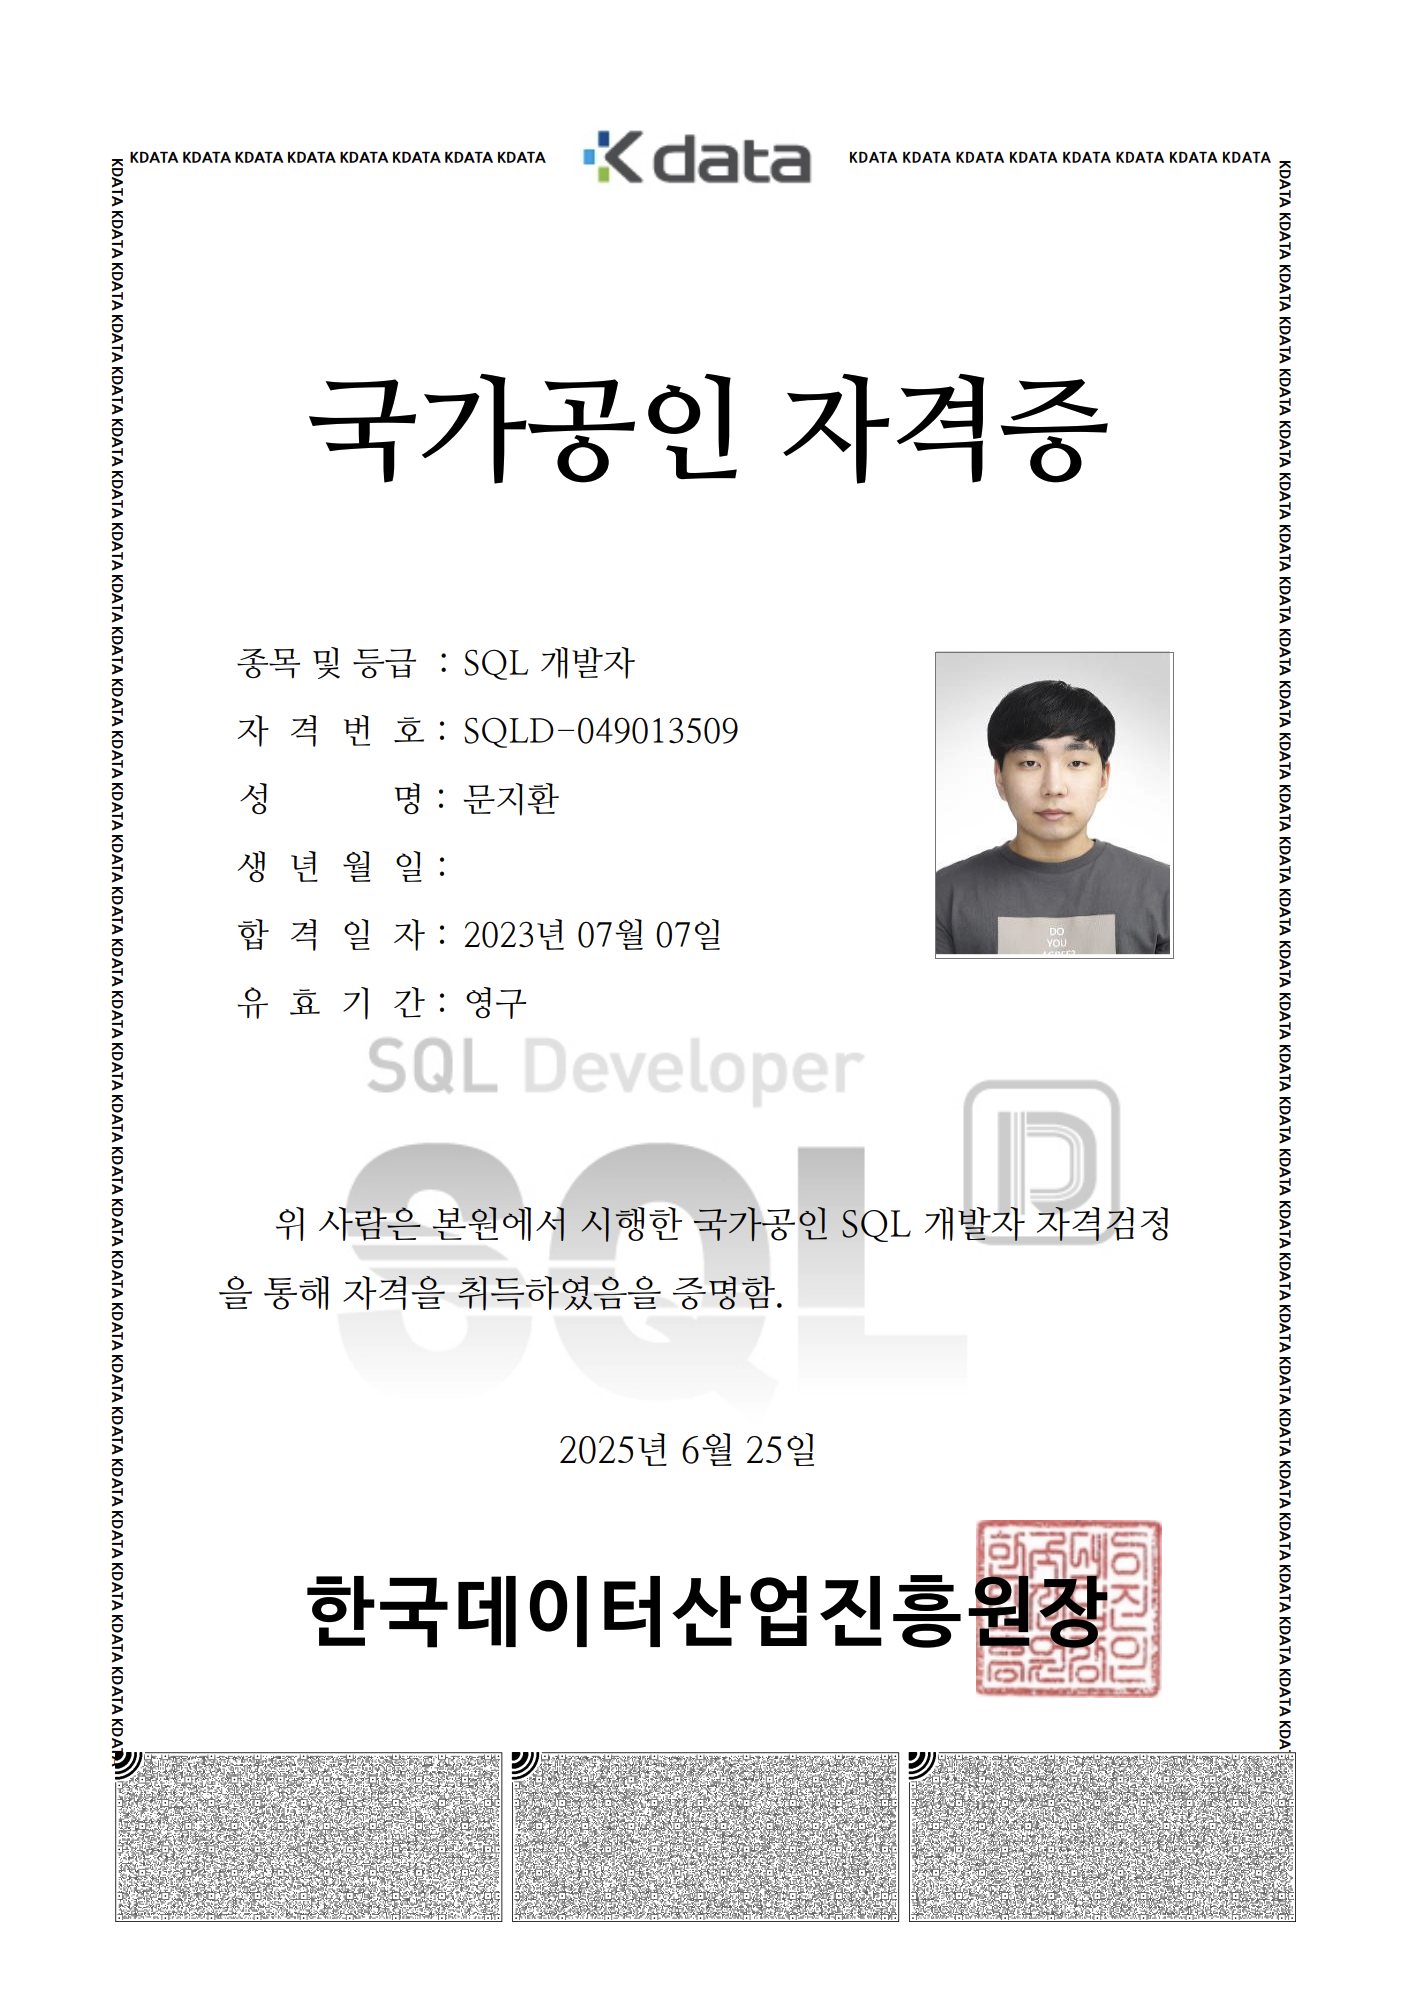 KDATA KDATA KDATA KDATA KDATA KDATA KDATA KDATA
Kdata
KDATA KDATA KDATA KDATA KDATA KDATA KDATA KDATA
국가공인 자격증
종목 및 등급 : SQL 개발자
자 격 번 호 : SQLD-049013509
성 명 : 문지환
생 년 월 일 :
합 격 일 자 : 2023년 07월 07일
유 효 기 간 : 영구
DO
YOU
SQL Developer
SQL
D
위 사람은 본원에서 시행한 국가공인 SQL 개발자 자격검정
을 통해 자격을 취득하였음을 증명함.
2025년 6월 25일
한국데이터산업진흥원장